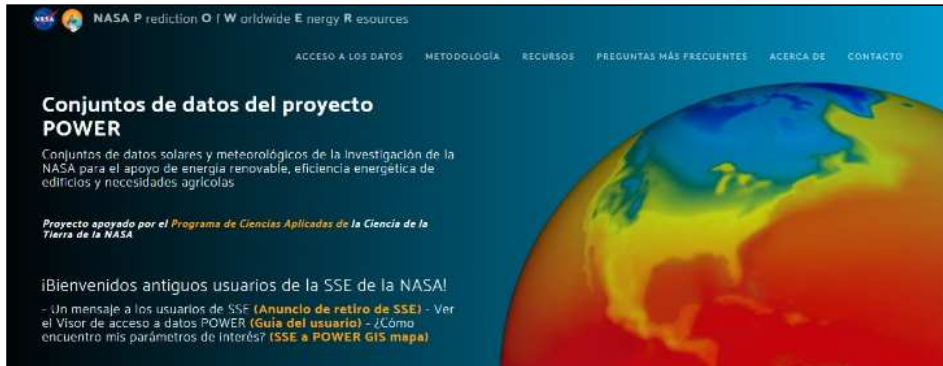 NASA
NASA P rediction O f W orldwide E nergy R esources
ACCESO A LOS DATOS METODOLOGÍA RECURSOS PREGUNTAS MÁS FRECUENTES ACERCA DE CONTACTO
Conjuntos de datos del proyecto
POWER
Conjuntos de datos solares y meteorológicos de la investigación de la
NASA para el apoyo de energía renovable, eficiencia energética de
edificios y necesidades agrícolas
Proyecto apoyado por el Programa de Ciencias Aplicadas de la Ciencia de la
Tierra de la NASA
¡Bienvenidos antiguos usuarios de la SSE de la NASA!
- Un mensaje a los usuarios de SSE (Anuncio de retiro de SSE) - Ver
el Visor de acceso a datos POWER (Guía del usuario) - ¿Cómo
encuentro mis parámetros de interés? (SSE a POWER GIS mapa)